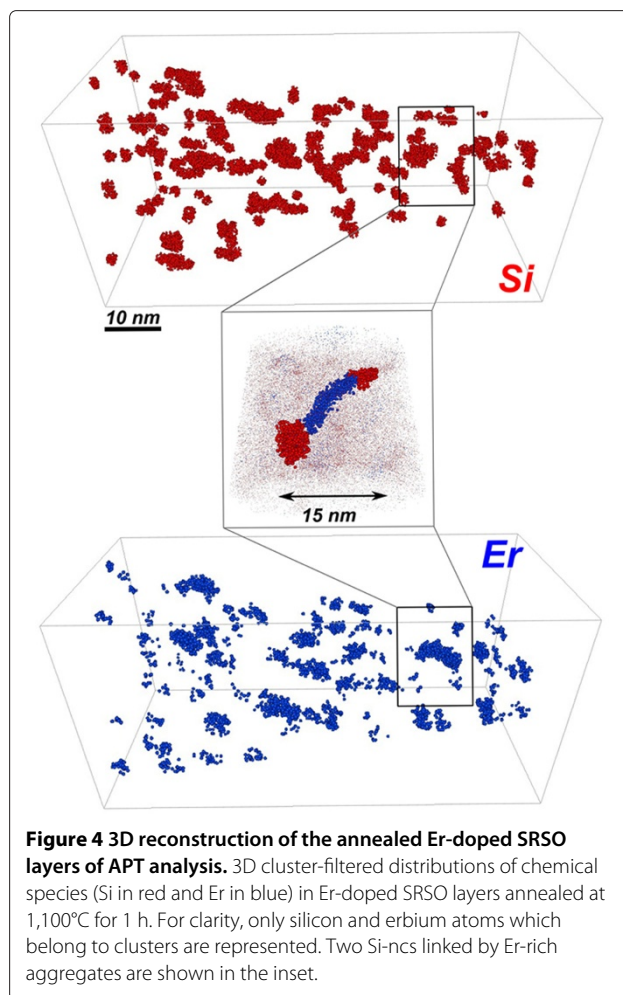 Si
10 nm
15 nm
Er
Figure 4 3D reconstruction of the annealed Er-doped SRSO
layers of APT analysis. 3D cluster-filtered distributions of chemical
species (Si in red and Er in blue) in Er-doped SRSO layers annealed at
1,100°C for 1 h. For clarity, only silicon and erbium atoms which
belong to clusters are represented. Two Si-ncs linked by Er-rich
aggregates are shown in the inset.